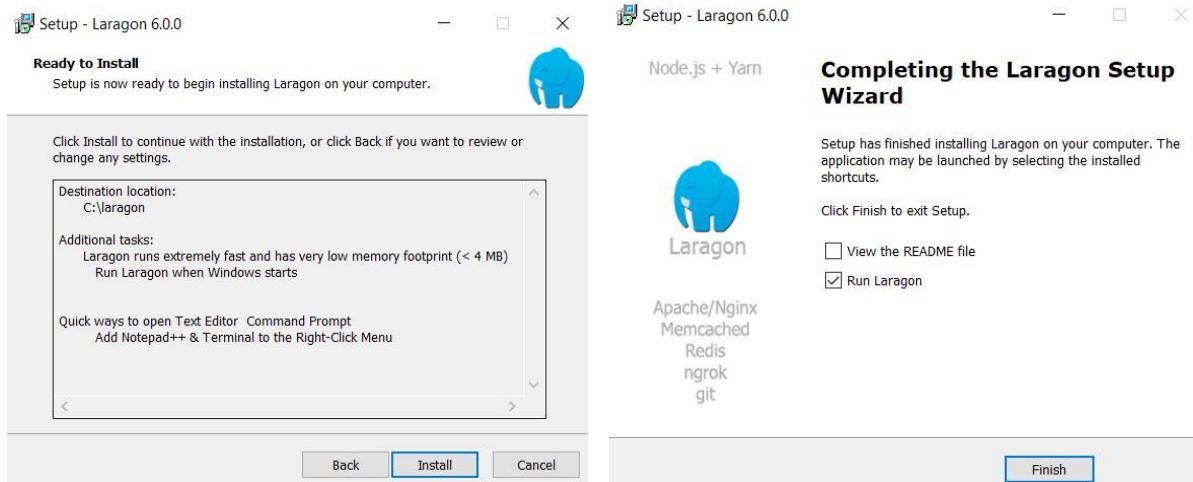 Setup - Laragon 6.0.0
Ready to Install
Setup is now ready to begin installing Laragon on your computer.
Click Install to continue with the installation, or click Back if you want to review or
change any settings.
Destination location:
C:\laragon
Additional tasks:
Laragon runs extremely fast and has very low memory footprint (< 4 MB)
Run Laragon when Windows starts
Quick ways to open Text Editor  Command Prompt
Add Notepad++ & Terminal to the Right-Click Menu
Back
Install
Cancel
Setup - Laragon 6.0.0
Node.js + Yarn
Laragon
Apache/Nginx
Memcached
Redis
ngrok
git
Completing the Laragon Setup
Wizard
Setup has finished installing Laragon on your computer. The
application may be launched by selecting the installed
shortcuts.
Click Finish to exit Setup.
View the README file
Run Laragon
Finish